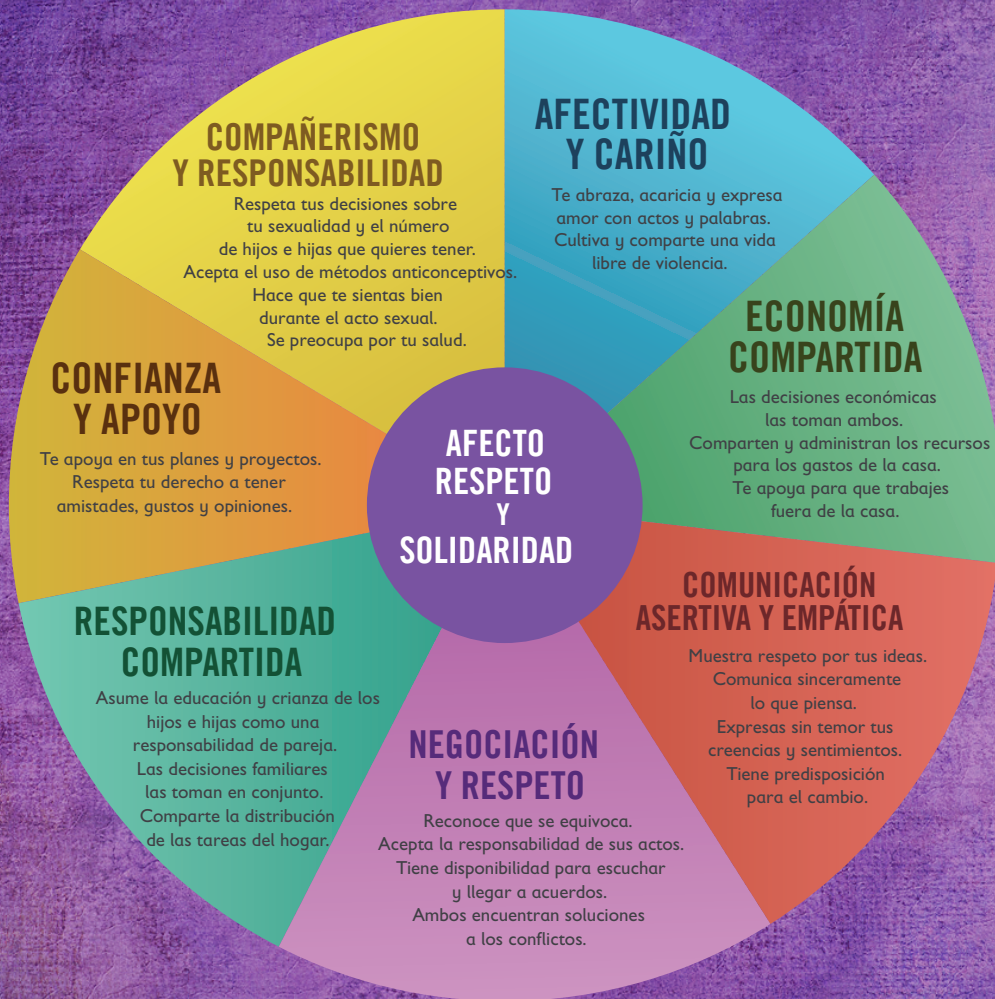 COMPAÑERISMO
Y RESPONSABILIDAD
Respeta tus decisiones sobre
tu sexualidad y el número
de hijos e hijas que quieres tener.
Acepta el uso de métodos anticonceptivos.
Hace que te sientas bien
durante el acto sexual.
Se preocupa por tu salud.
AFECTIVIDAD
Y CARIÑO
Te abraza, acaricia y expresa
amor con actos y palabras.
Cultiva y comparte una vida
libre de violencia.
ECONOMÍA
COMPARTIDA
Las decisiones económicas
las toman ambos.
Comparten y administran los recursos
para los gastos de la casa.
Te apoya para que trabajes
fuera de la casa.
COMUNICACIÓN
ASERTIVA Y EMPÁTICA
Muestra respeto por tus ideas.
Comunica sinceramente
lo que piensa.
Expresas sin temor tus
creencias y sentimientos.
Tiene predisposición
para el cambio.
NEGOCIACIÓN
Y RESPETO
Reconoce que se equivoca.
Acepta la responsabilidad de sus actos.
Tiene disponibilidad para escuchar
y llegar a acuerdos.
Ambos encuentran soluciones
a los conflictos.
RESPONSABILIDAD
COMPARTIDA
Asume la educación y crianza de los
hijos e hijas como una
responsabilidad de pareja.
Las decisiones familiares
las toman en conjunto.
Comparte la distribución
de las tareas del hogar.
CONFIANZA
Y APOYO
Te apoya en tus planes y proyectos.
Respeta tu derecho a tener
amistades, gustos y opiniones.
AFECTO
RESPETO
Y
SOLIDARIDAD